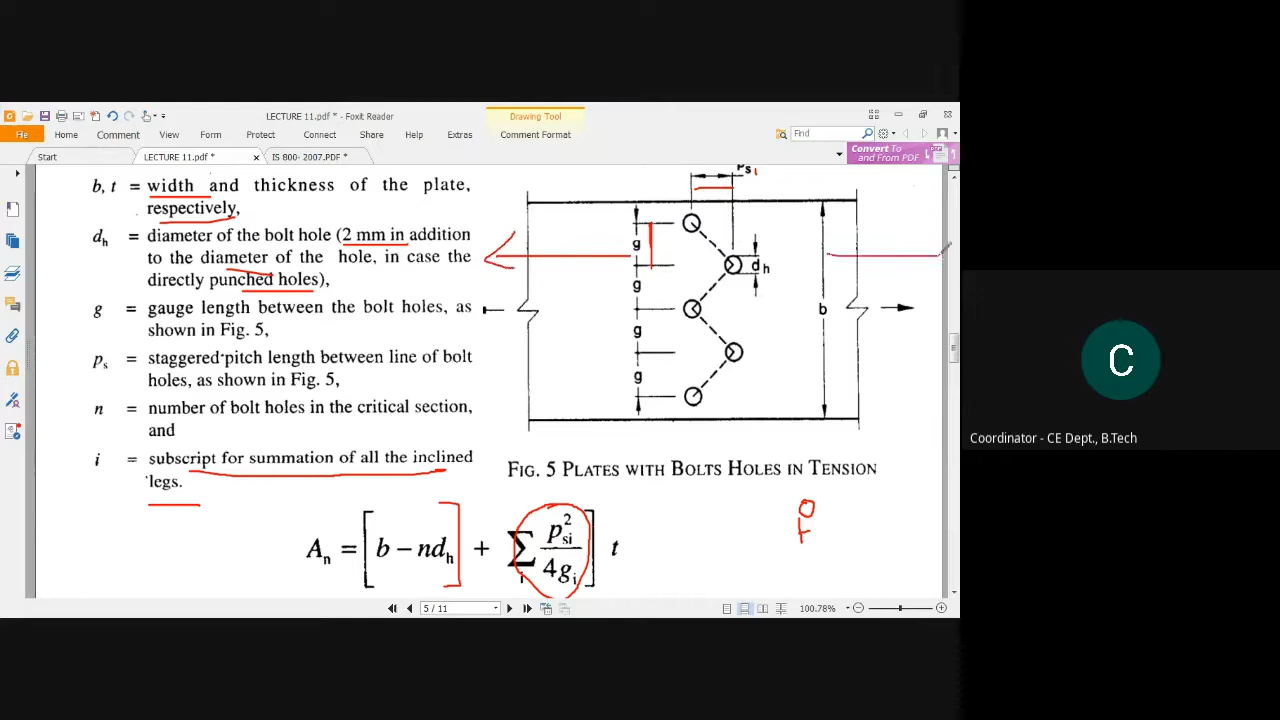 LECTURE 11.pdf * - Foxit Reader
Drawing Tool
File
Home
Comment
View
Form
Protect
Connect
Share
Help
Extras
Comment Format
Find
Start
LECTURE 11.pdf *
IS 800- 2007.PDF *
Convert To
and From PDF
b, t = width and thickness of the plate,
respectively,
dh = diameter of the bolt hole (2 mm in addition
to the diameter of the hole, in case the
directly punched holes),
g = gauge length between the bolt holes, as
shown in Fig. 5,
ps = staggered pitch length between line of bolt
holes, as shown in Fig. 5,
n = number of bolt holes in the critical section,
and
i = subscript for summation of all the inclined
legs.
Ps1
g
dh
g
b
g
g
FIG. 5 PLATES WITH BOLTS HOLES IN TENSION
An = [b − ndh] + ∑i psi²/4gi] t
5 / 11
100.78%
C
Coordinator - CE Dept., B.Tech